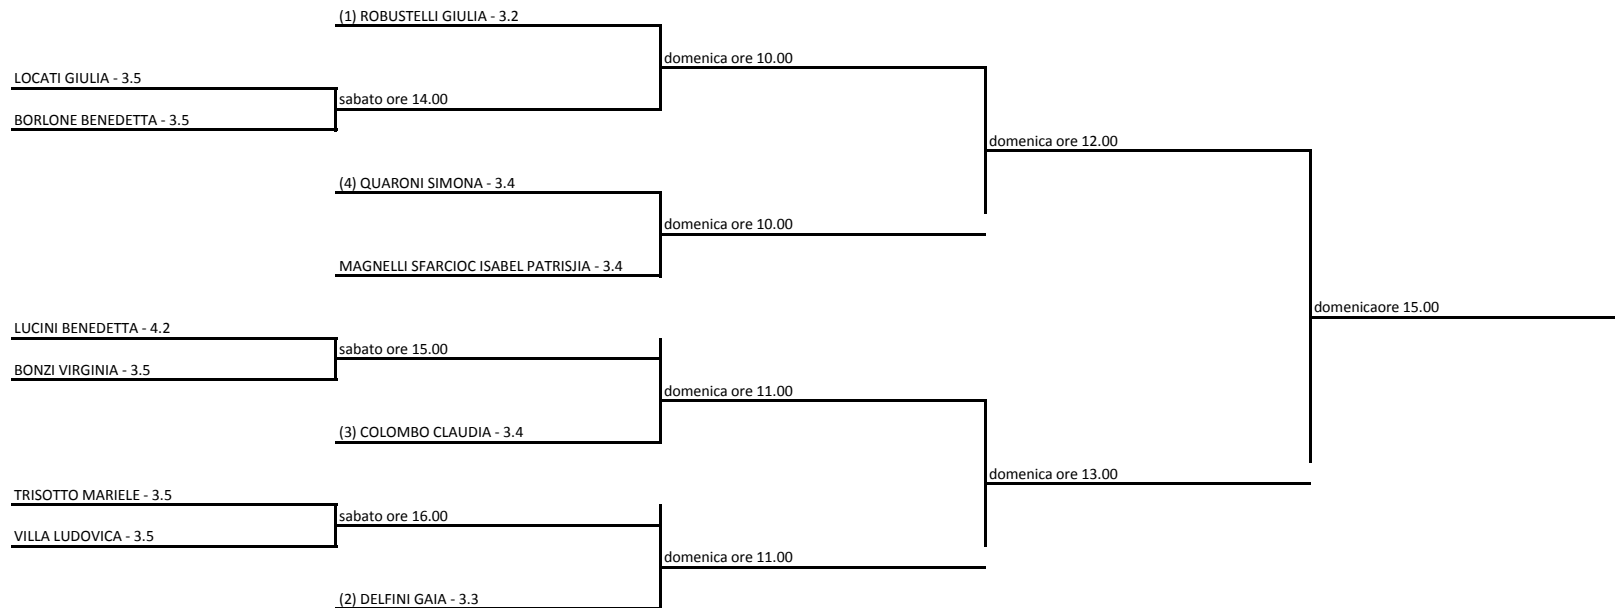 (1) ROBUSTELLI GIULIA - 3.2
domenica ore 10.00
LOCATI GIULIA - 3.5
sabato ore 14.00
BORLONE BENEDETTA - 3.5
domenica ore 12.00
(4) QUARONI SIMONA - 3.4
domenica ore 10.00
MAGNELLI SFARCIOC ISABEL PATRISJIA - 3.4
domenicaore 15.00
LUCINI BENEDETTA - 4.2
sabato ore 15.00
BONZI VIRGINIA - 3.5
domenica ore 11.00
(3) COLOMBO CLAUDIA - 3.4
domenica ore 13.00
TRISOTTO MARIELE - 3.5
sabato ore 16.00
VILLA LUDOVICA - 3.5
domenica ore 11.00
(2) DELFINI GAIA - 3.3